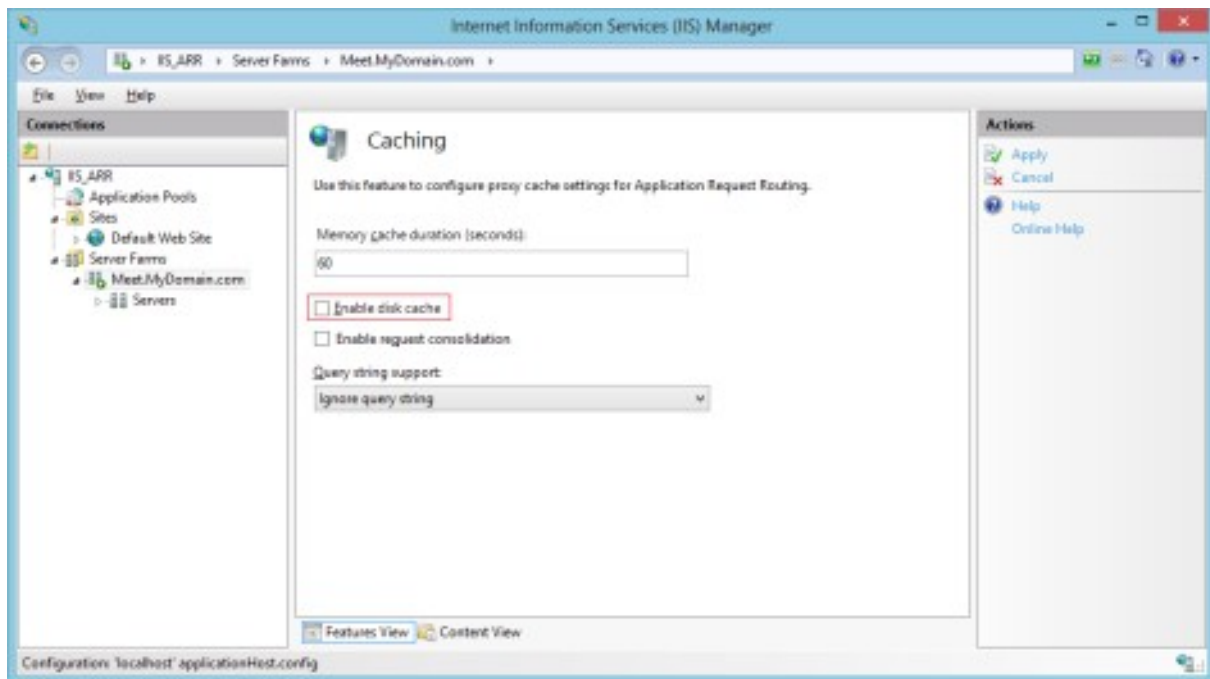 Internet Information Services (IIS) Manager
IIS_ARR
Server Farms
Meet.MyDomain.com
File View Help
Connections
IIS_ARR
Application Pools
Sites
Default Web Site
Server Farms
Meet.MyDomain.com
Servers
Caching
Use this feature to configure proxy cache settings for Application Request Routing.
Memory cache duration (seconds):
60
Enable disk cache
Enable request consolidation
Query string support:
Ignore query string
Features View
Content View
Actions
Apply
Cancel
Help
Online Help
Configuration: 'localhost' applicationHost.config